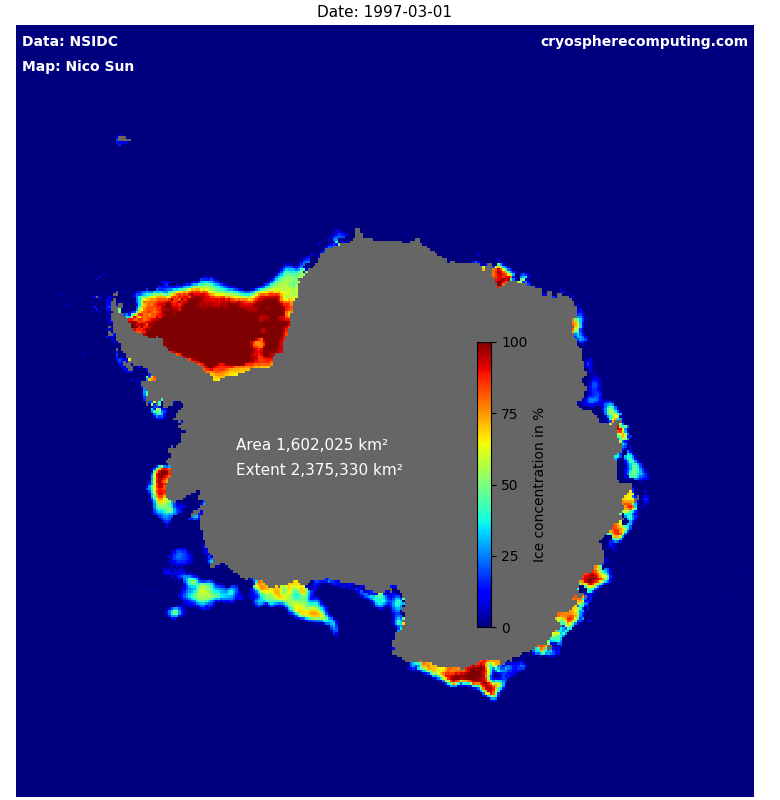 Date: 1997-03-01
Data: NSIDC
cryospherecomputing.com
Map: Nico Sun
100
75
50
25
0
Ice concentration in %
Area 1,602,025 km²
Extent 2,375,330 km²